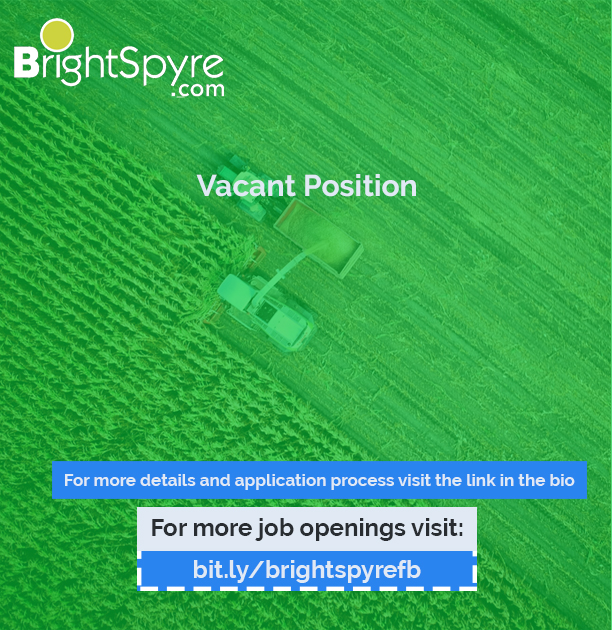 BrightSpyre
.com
Vacant Position
For more details and application process visit the link in the bio
For more job openings visit:
bit.ly/brightspyrefb